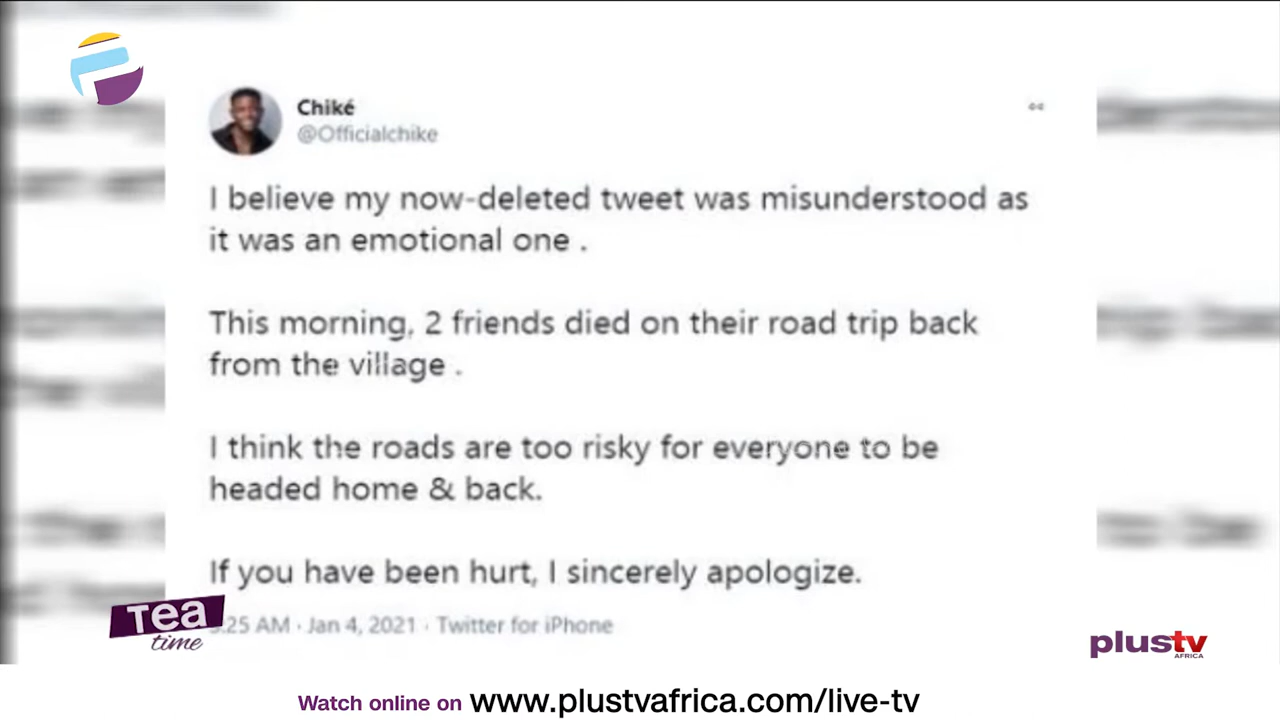 Chiké
@Officialchike
I believe my now-deleted tweet was misunderstood as
it was an emotional one .
This morning, 2 friends died on their road trip back
from the village .
I think the roads are too risky for everyone to be
headed home & back.
If you have been hurt, I sincerely apologize.
:25 AM · Jan 4, 2021 · Twitter for iPhone
Tea
time
plustv
AFRICA
Watch online on www.plustvafrica.com/live-tv